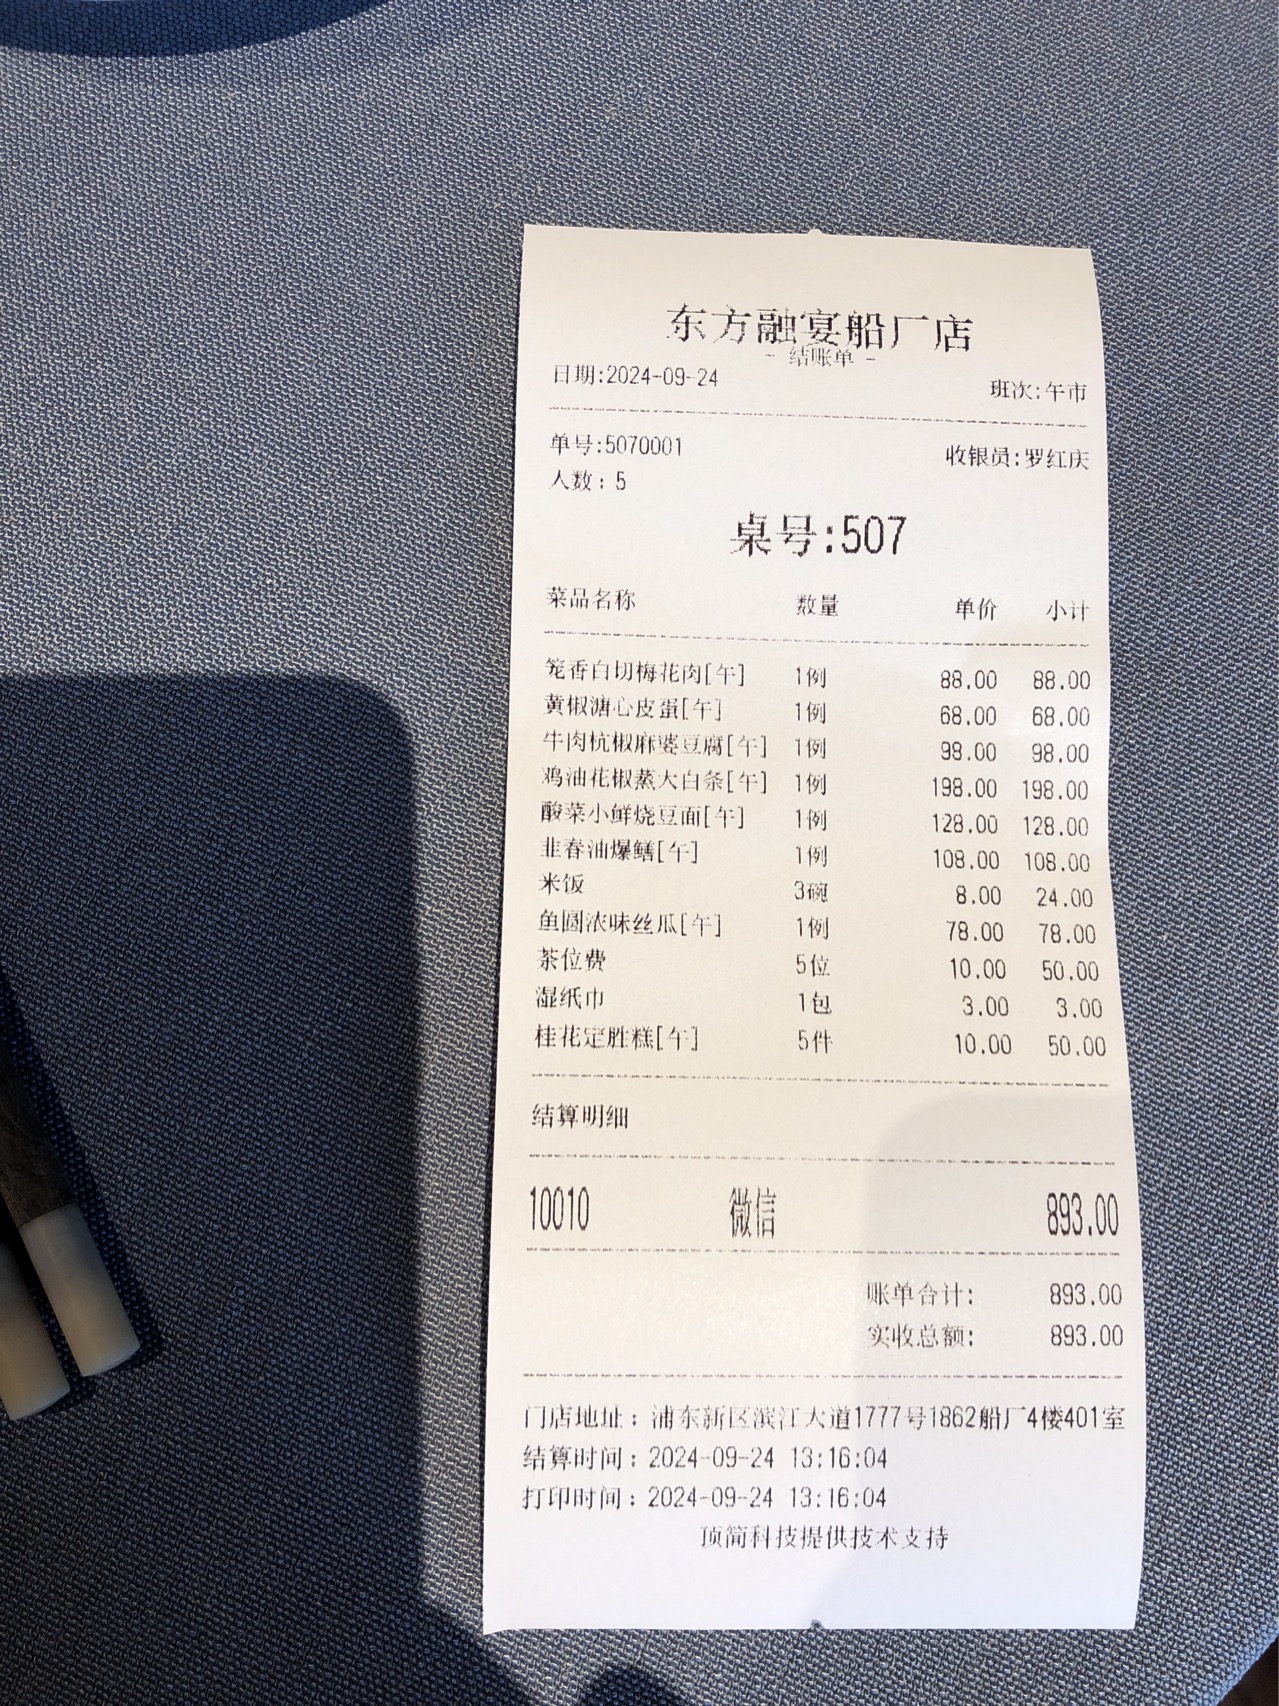 东方融宴船厂店
- 结账单 -
日期:2024-09-24 班次:午市
单号:5070001 收银员:罗红庆
人数: 5
桌号:507
菜品名称 数量 单价 小计
笼香白切梅花肉[午] 1例 88.00 88.00
黄椒溏心皮蛋[午] 1例 68.00 68.00
牛肉杭椒麻婆豆腐[午] 1例 98.00 98.00
鸡油花椒蒸大白条[午] 1例 198.00 198.00
酸菜小鲜烧豆面[午] 1例 128.00 128.00
韭香油爆鳝[午] 1例 108.00 108.00
米饭 3碗 8.00 24.00
鱼圆浓味丝瓜[午] 1例 78.00 78.00
茶位费 5位 10.00 50.00
湿纸巾 1包 3.00 3.00
桂花定胜糕[午] 5件 10.00 50.00
结算明细
10010 微信 893.00
账单合计: 893.00
实收总额: 893.00
门店地址: 浦东新区滨江大道1777号1862船厂4楼401室
结算时间: 2024-09-24 13:16:04
打印时间: 2024-09-24 13:16:04
顶简科技提供技术支持